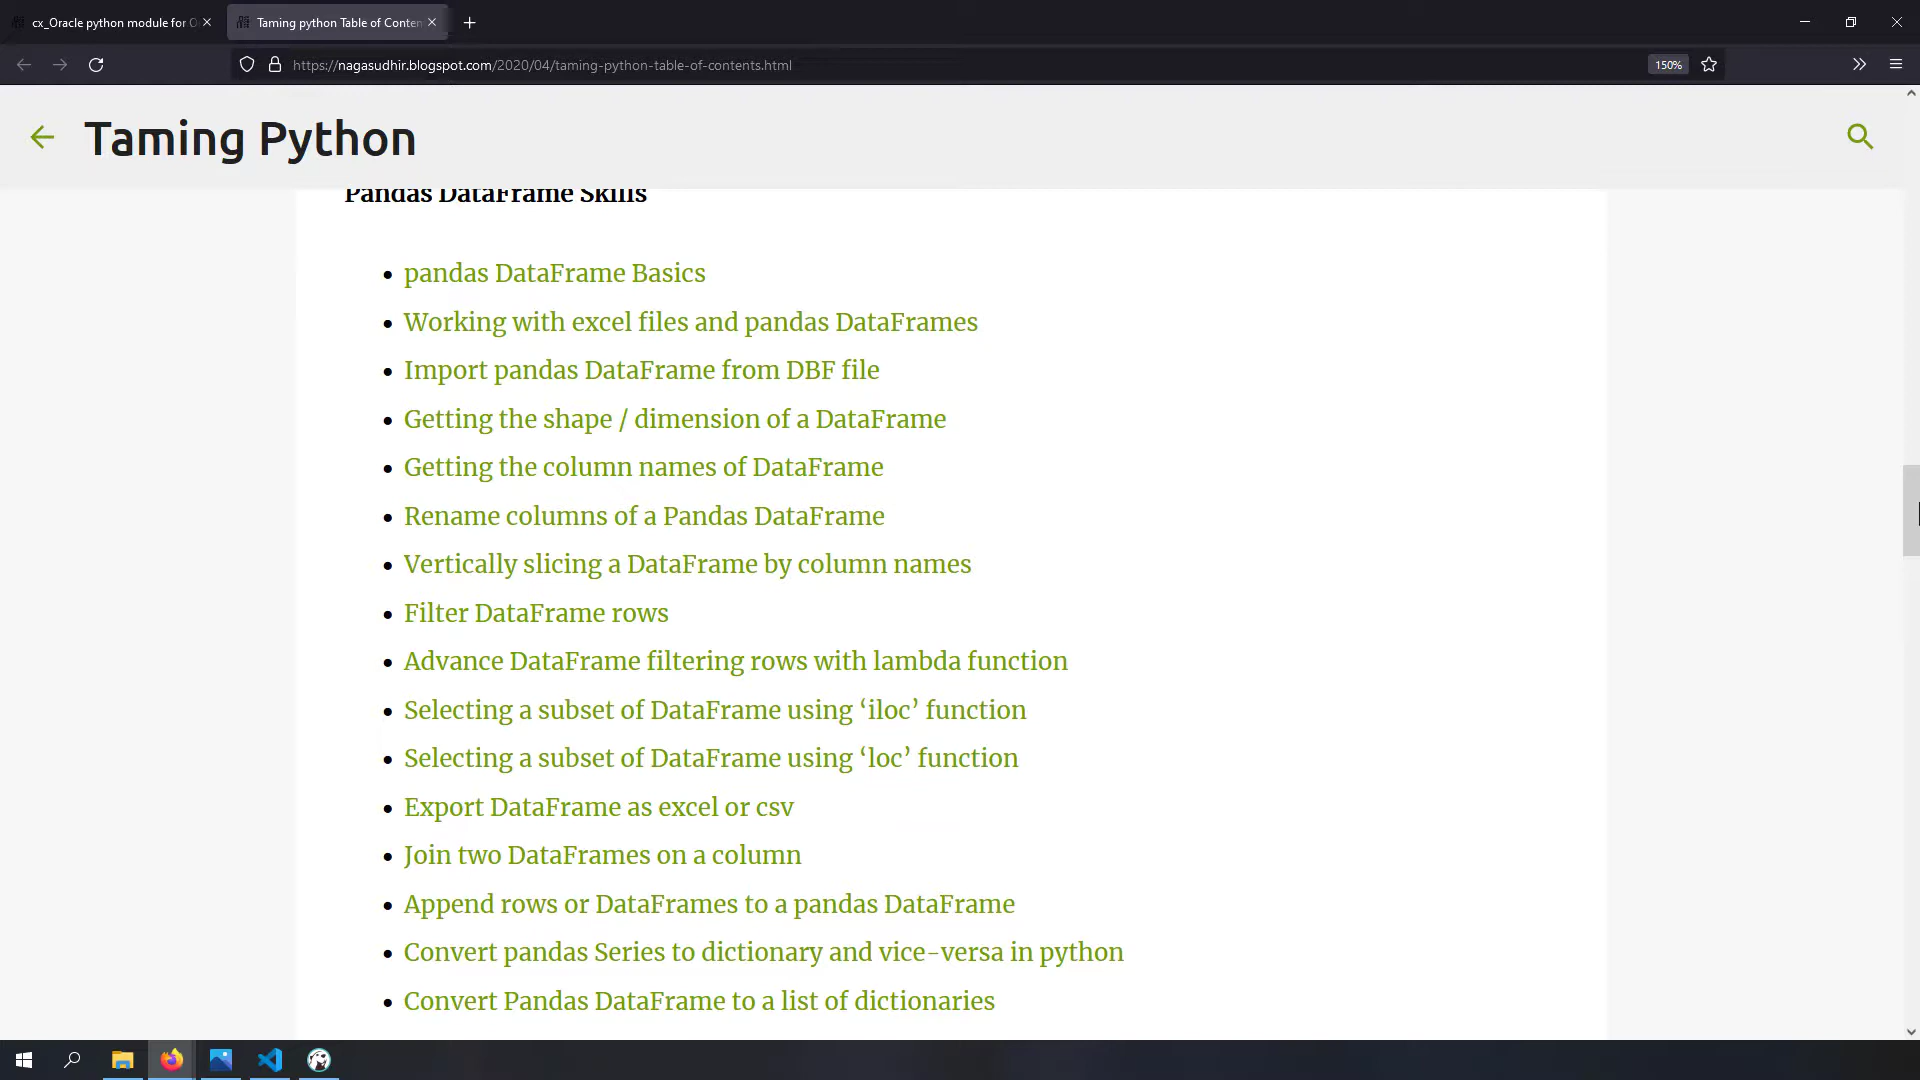 cx_Oracle python module for O
Taming python Table of Conten
https://nagasudhir.blogspot.com/2020/04/taming-python-table-of-contents.html
150%
Taming Python
Pandas DataFrame Skills
pandas DataFrame Basics
Working with excel files and pandas DataFrames
Import pandas DataFrame from DBF file
Getting the shape / dimension of a DataFrame
Getting the column names of DataFrame
Rename columns of a Pandas DataFrame
Vertically slicing a DataFrame by column names
Filter DataFrame rows
Advance DataFrame filtering rows with lambda function
Selecting a subset of DataFrame using ‘iloc’ function
Selecting a subset of DataFrame using ‘loc’ function
Export DataFrame as excel or csv
Join two DataFrames on a column
Append rows or DataFrames to a pandas DataFrame
Convert pandas Series to dictionary and vice-versa in python
Convert Pandas DataFrame to a list of dictionaries